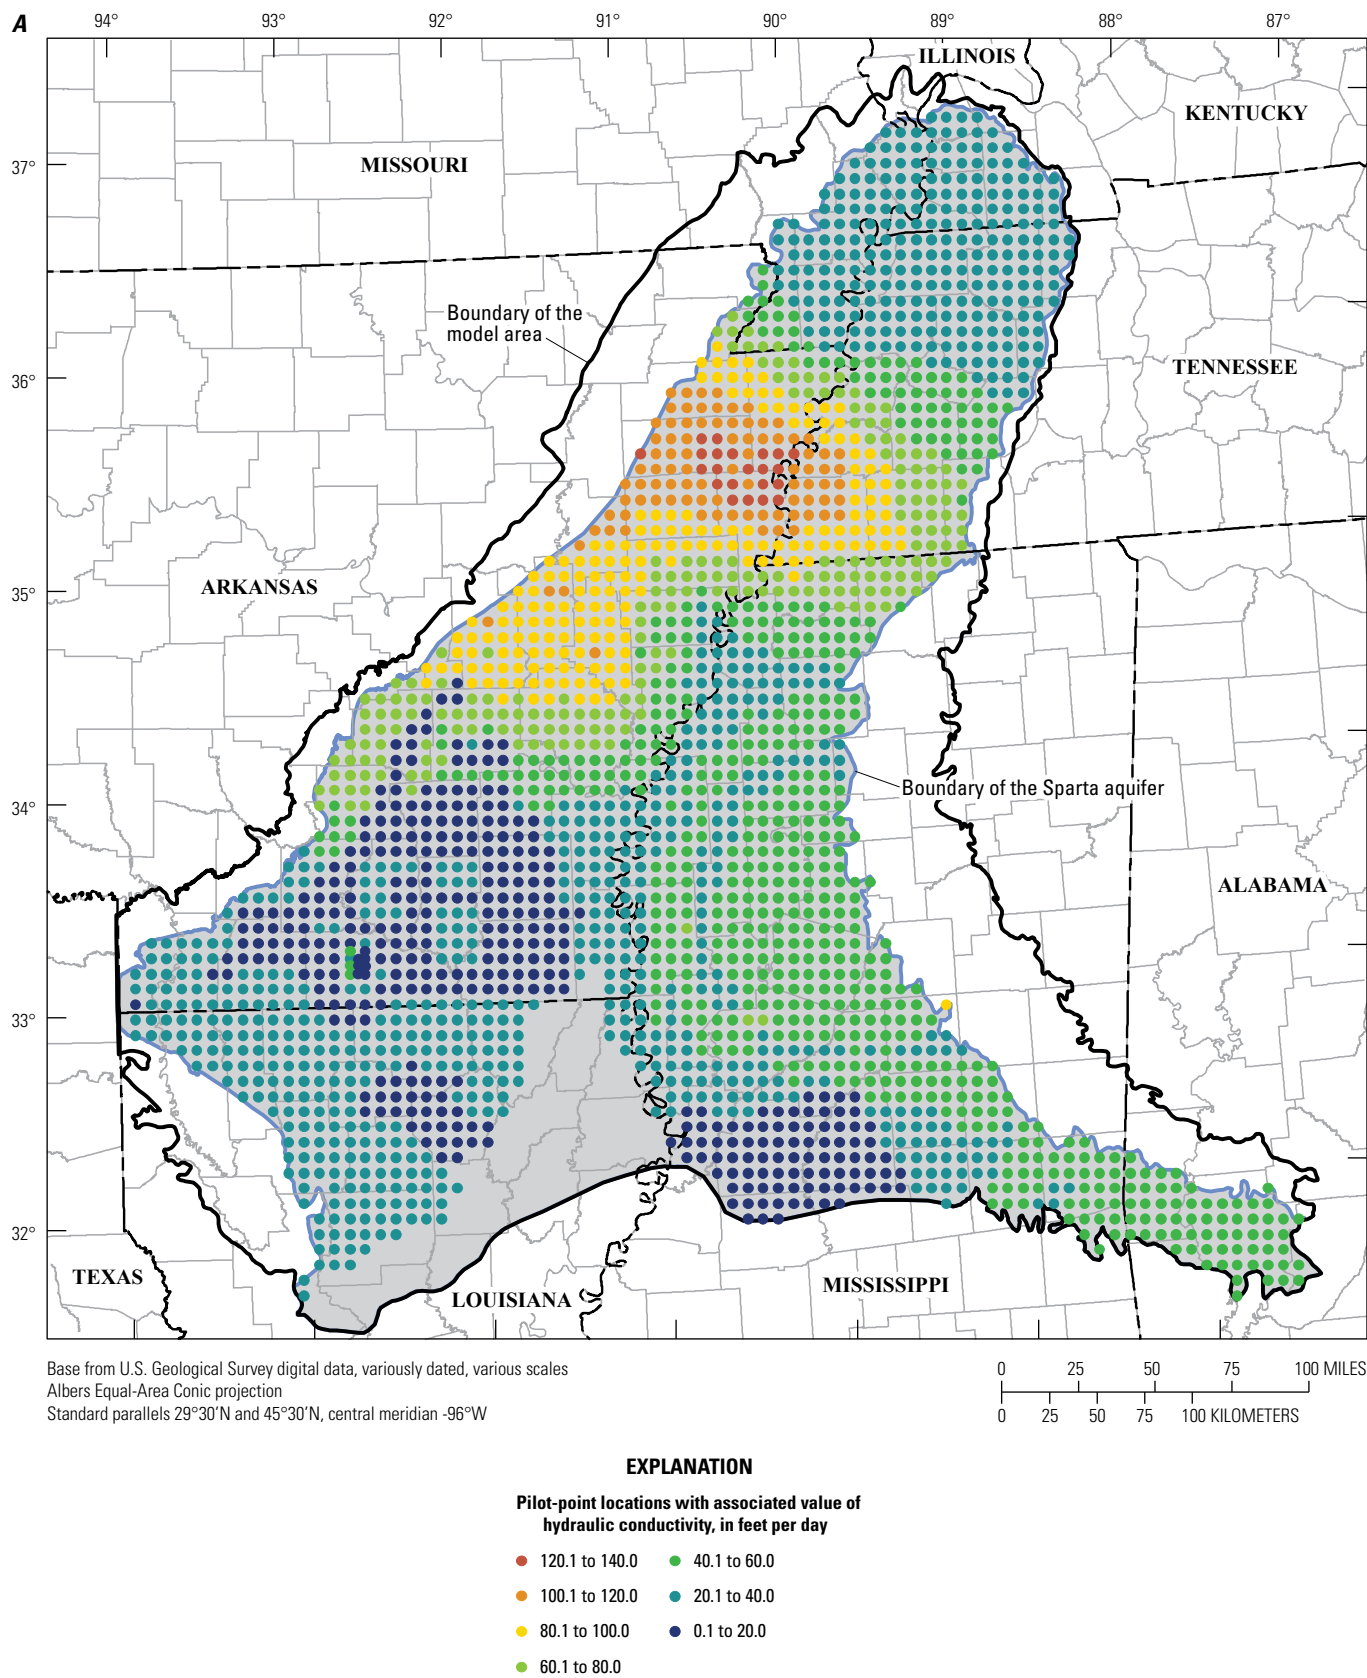 A
94° 93° 92° 91° 90° 89° 88° 87°
ILLINOIS
KENTUCKY
37°
MISSOURI
Boundary of the
model area
36°
TENNESSEE
35°
ARKANSAS
Boundary of the Sparta aquifer
34°
ALABAMA
33°
32°
TEXAS
LOUISIANA
MISSISSIPPI
Base from U.S. Geological Survey digital data, variously dated, various scales
Albers Equal-Area Conic projection
Standard parallels 29°30′N and 45°30′N, central meridian -96°W
0 25 50 75 100 MILES
0 25 50 75 100 KILOMETERS
EXPLANATION
Pilot-point locations with associated value of
hydraulic conductivity, in feet per day
120.1 to 140.0
100.1 to 120.0
80.1 to 100.0
60.1 to 80.0
40.1 to 60.0
20.1 to 40.0
0.1 to 20.0